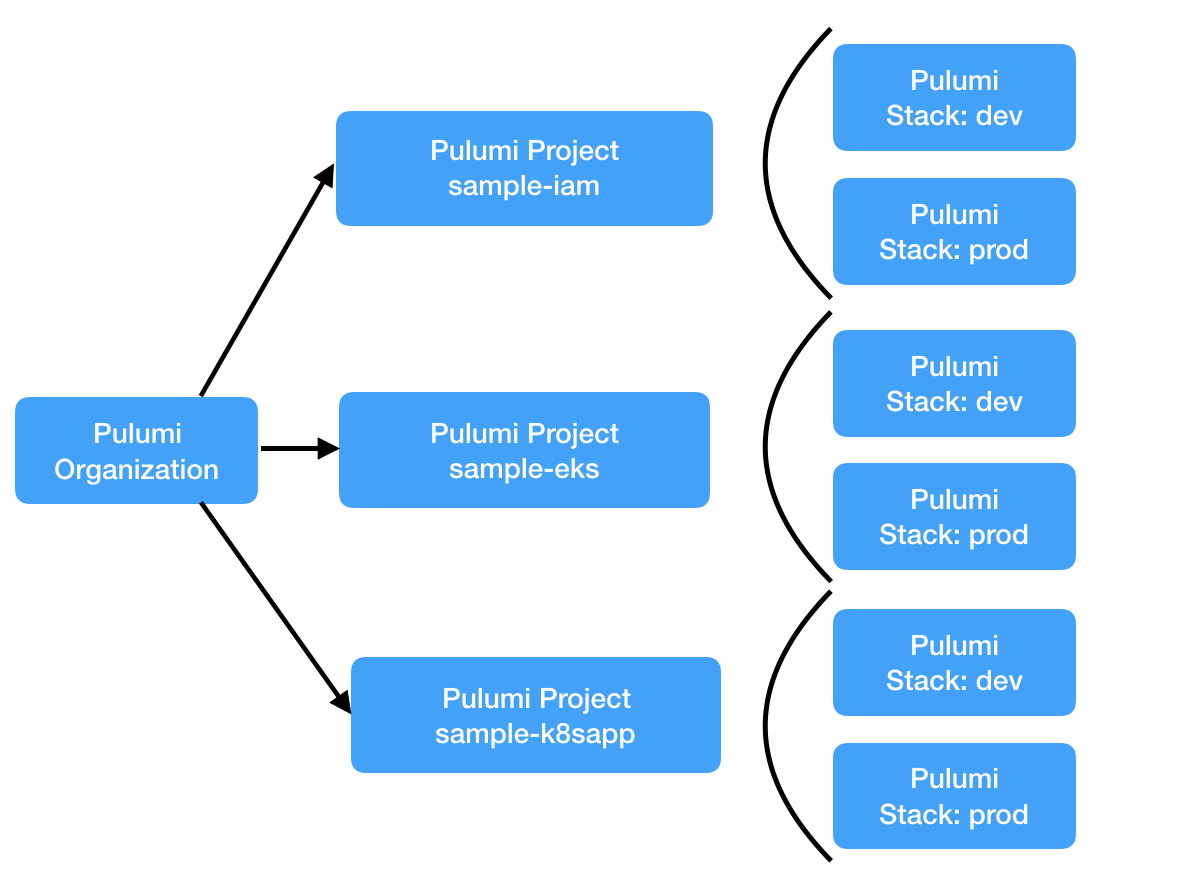 Pulumi
Organization
Pulumi Project
sample-iam
Pulumi
Stack: dev
Pulumi
Stack: prod
Pulumi Project
sample-eks
Pulumi
Stack: dev
Pulumi
Stack: prod
Pulumi Project
sample-k8sapp
Pulumi
Stack: dev
Pulumi
Stack: prod